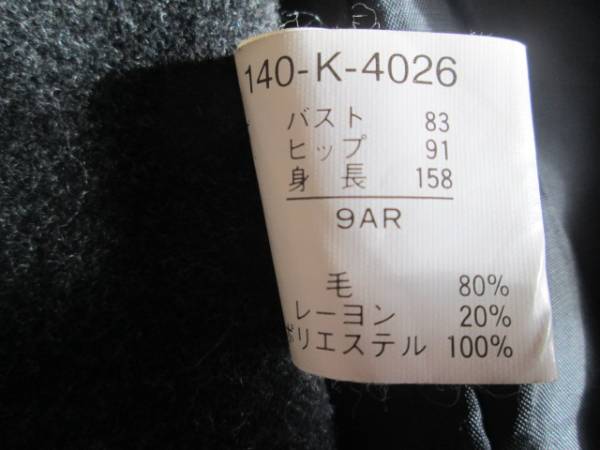 140-K-4026
バスト 83
ヒップ 91
身長 158
9AR
毛 80%
レーヨン 20%
ポリエステル 100%